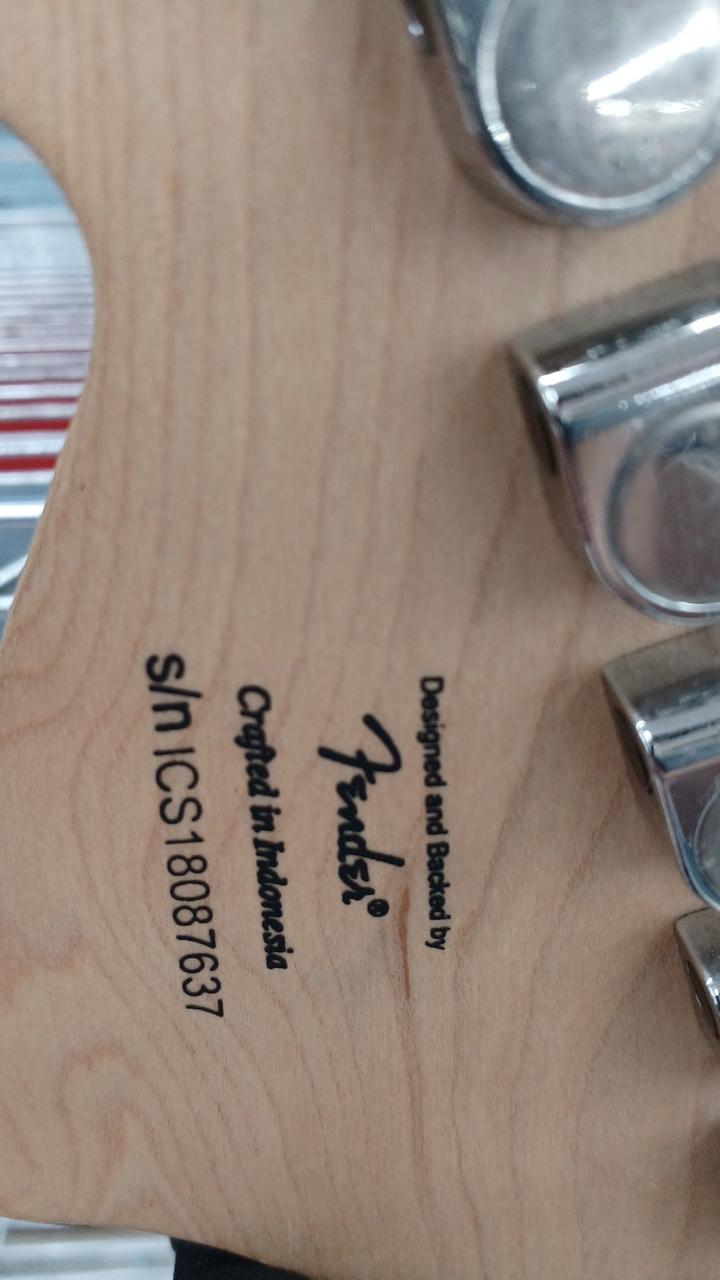 Designed and Backed by
Fender®
Crafted in Indonesia
s/n ICS18087637